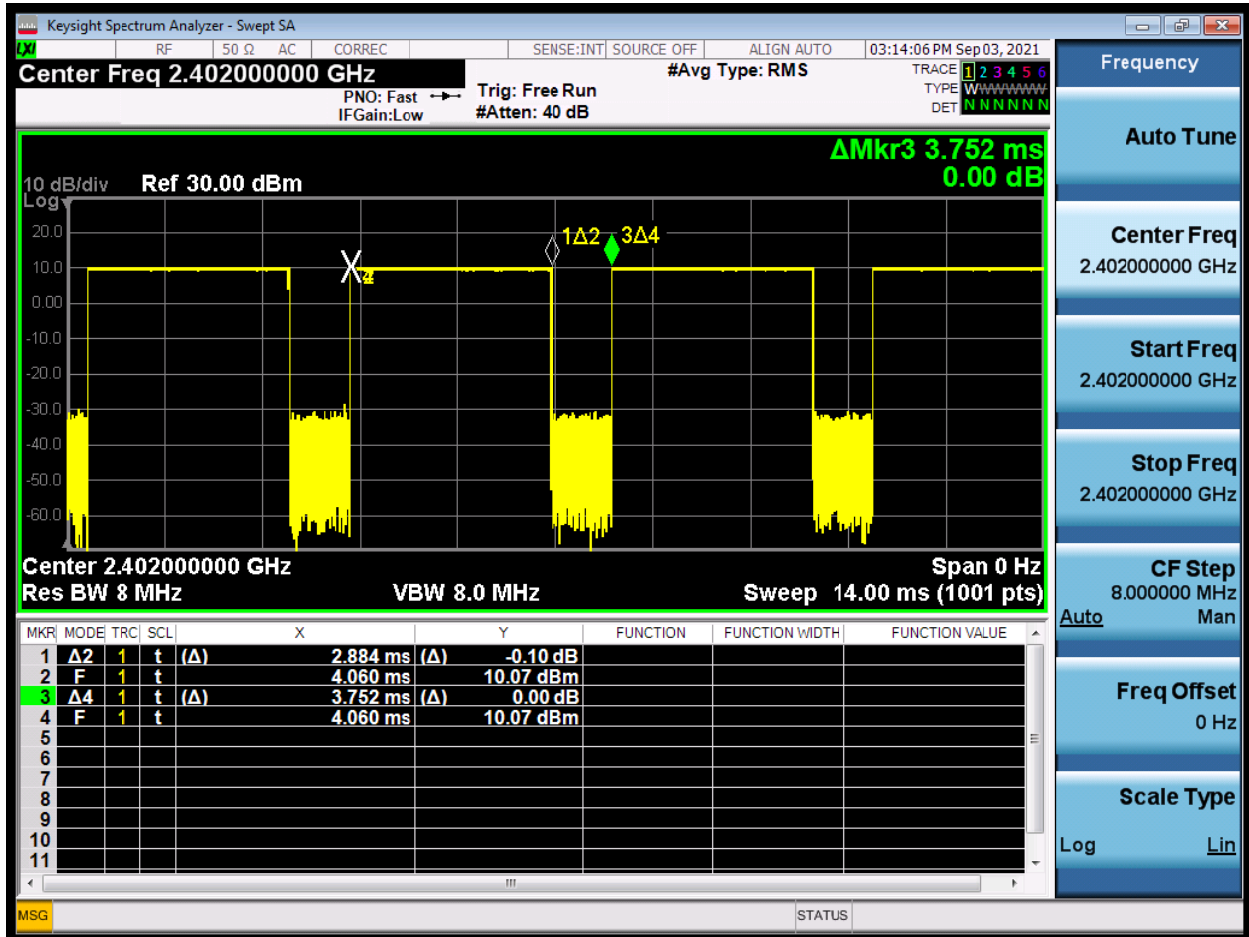 Keysight Spectrum Analyzer - Swept SA
LXI RF 50 Ω AC CORREC SENSE:INT SOURCE OFF ALIGN AUTO 03:14:06 PM Sep 03, 2021
Center Freq 2.402000000 GHz
PNO: Fast
IFGain:Low
Trig: Free Run
#Atten: 40 dB
#Avg Type: RMS
TRACE 1 2 3 4 5 6
TYPE W W W W W W
DET N N N N N N
ΔMkr3 3.752 ms
0.00 dB
10 dB/div Ref 30.00 dBm
Log
20.0
10.0
0.00
-10.0
-20.0
-30.0
-40.0
-50.0
-60.0
1Δ2 3Δ4
Center 2.402000000 GHz Span 0 Hz
Res BW 8 MHz VBW 8.0 MHz Sweep 14.00 ms (1001 pts)
MKR MODE TRC SCL X Y FUNCTION FUNCTION WIDTH FUNCTION VALUE
1 Δ2 1 t (Δ) 2.884 ms (Δ) -0.10 dB
2 F 1 t 4.060 ms 10.07 dBm
3 Δ4 1 t (Δ) 3.752 ms (Δ) 0.00 dB
4 F 1 t 4.060 ms 10.07 dBm
5
6
7
8
9
10
11
MSG STATUS
Frequency
Auto Tune
Center Freq
2.402000000 GHz
Start Freq
2.402000000 GHz
Stop Freq
2.402000000 GHz
CF Step
8.000000 MHz
Auto Man
Freq Offset
0 Hz
Scale Type
Log Lin